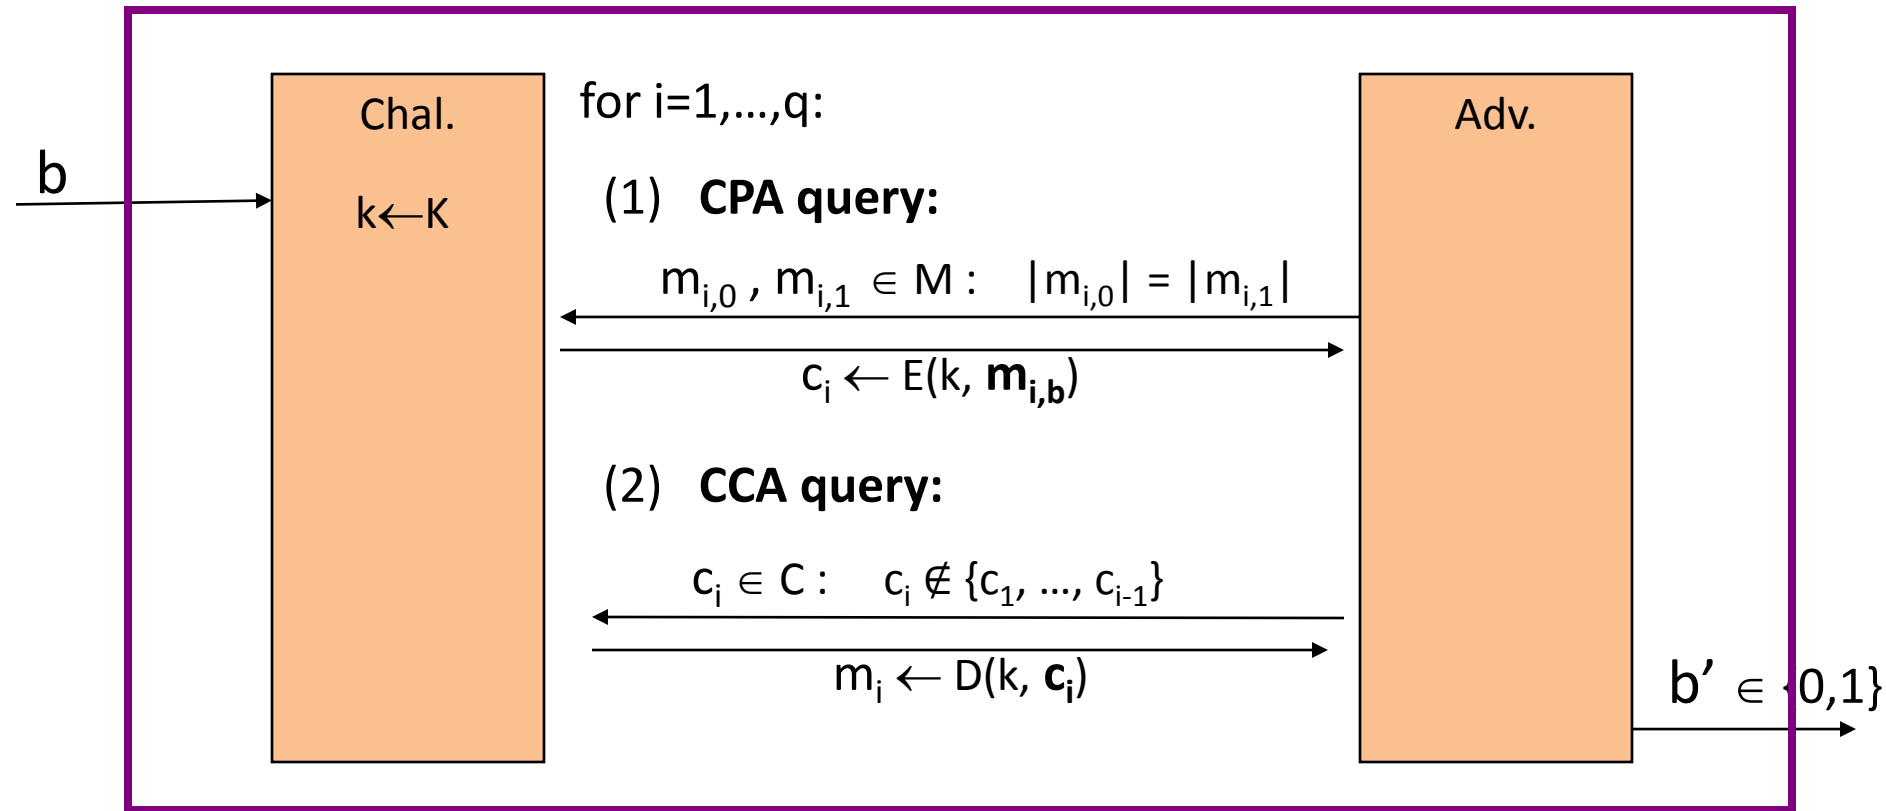 b
Chal.
k←K
for i=1,…,q:
(1) CPA query:
m_{i,0} , m_{i,1} ∈ M : |m_{i,0}| = |m_{i,1}|
c_i ← E(k, m_{i,b})
(2) CCA query:
c_i ∈ C : c_i ∉ {c_1, …, c_{i-1}}
m_i ← D(k, c_i)
Adv.
b’ ∈ {0,1}